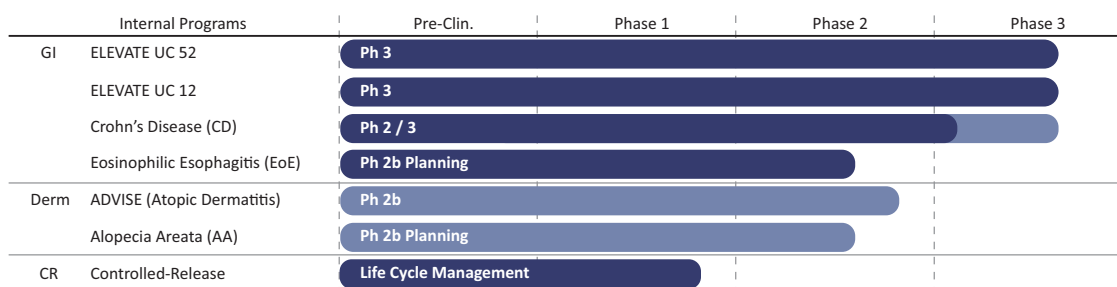 Internal Programs Pre-Clin. Phase 1 Phase 2 Phase 3
GI ELEVATE UC 52 Ph 3
ELEVATE UC 12 Ph 3
Crohn’s Disease (CD) Ph 2 / 3
Eosinophilic Esophagitis (EoE) Ph 2b Planning
Derm ADVISE (Atopic Dermatitis) Ph 2b
Alopecia Areata (AA) Ph 2b Planning
CR Controlled-Release Life Cycle Management